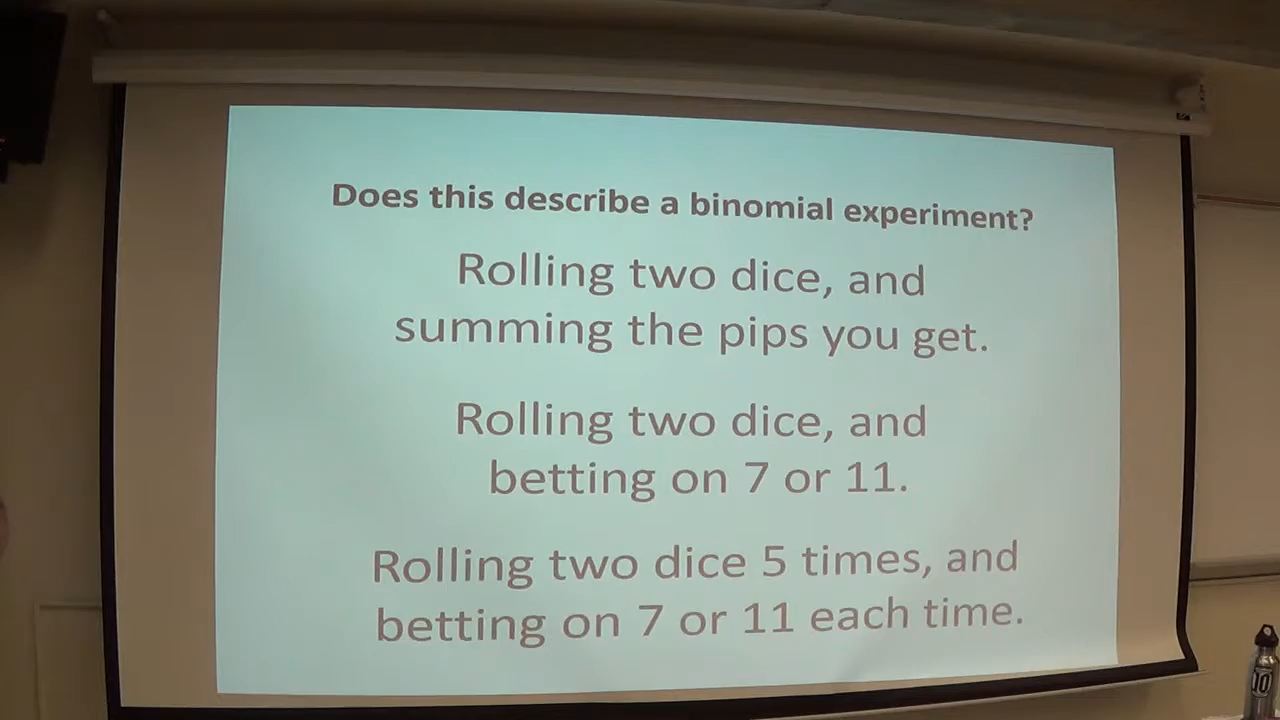 Does this describe a binomial experiment?
Rolling two dice, and
summing the pips you get.
Rolling two dice, and
betting on 7 or 11.
Rolling two dice 5 times, and
betting on 7 or 11 each time.
10